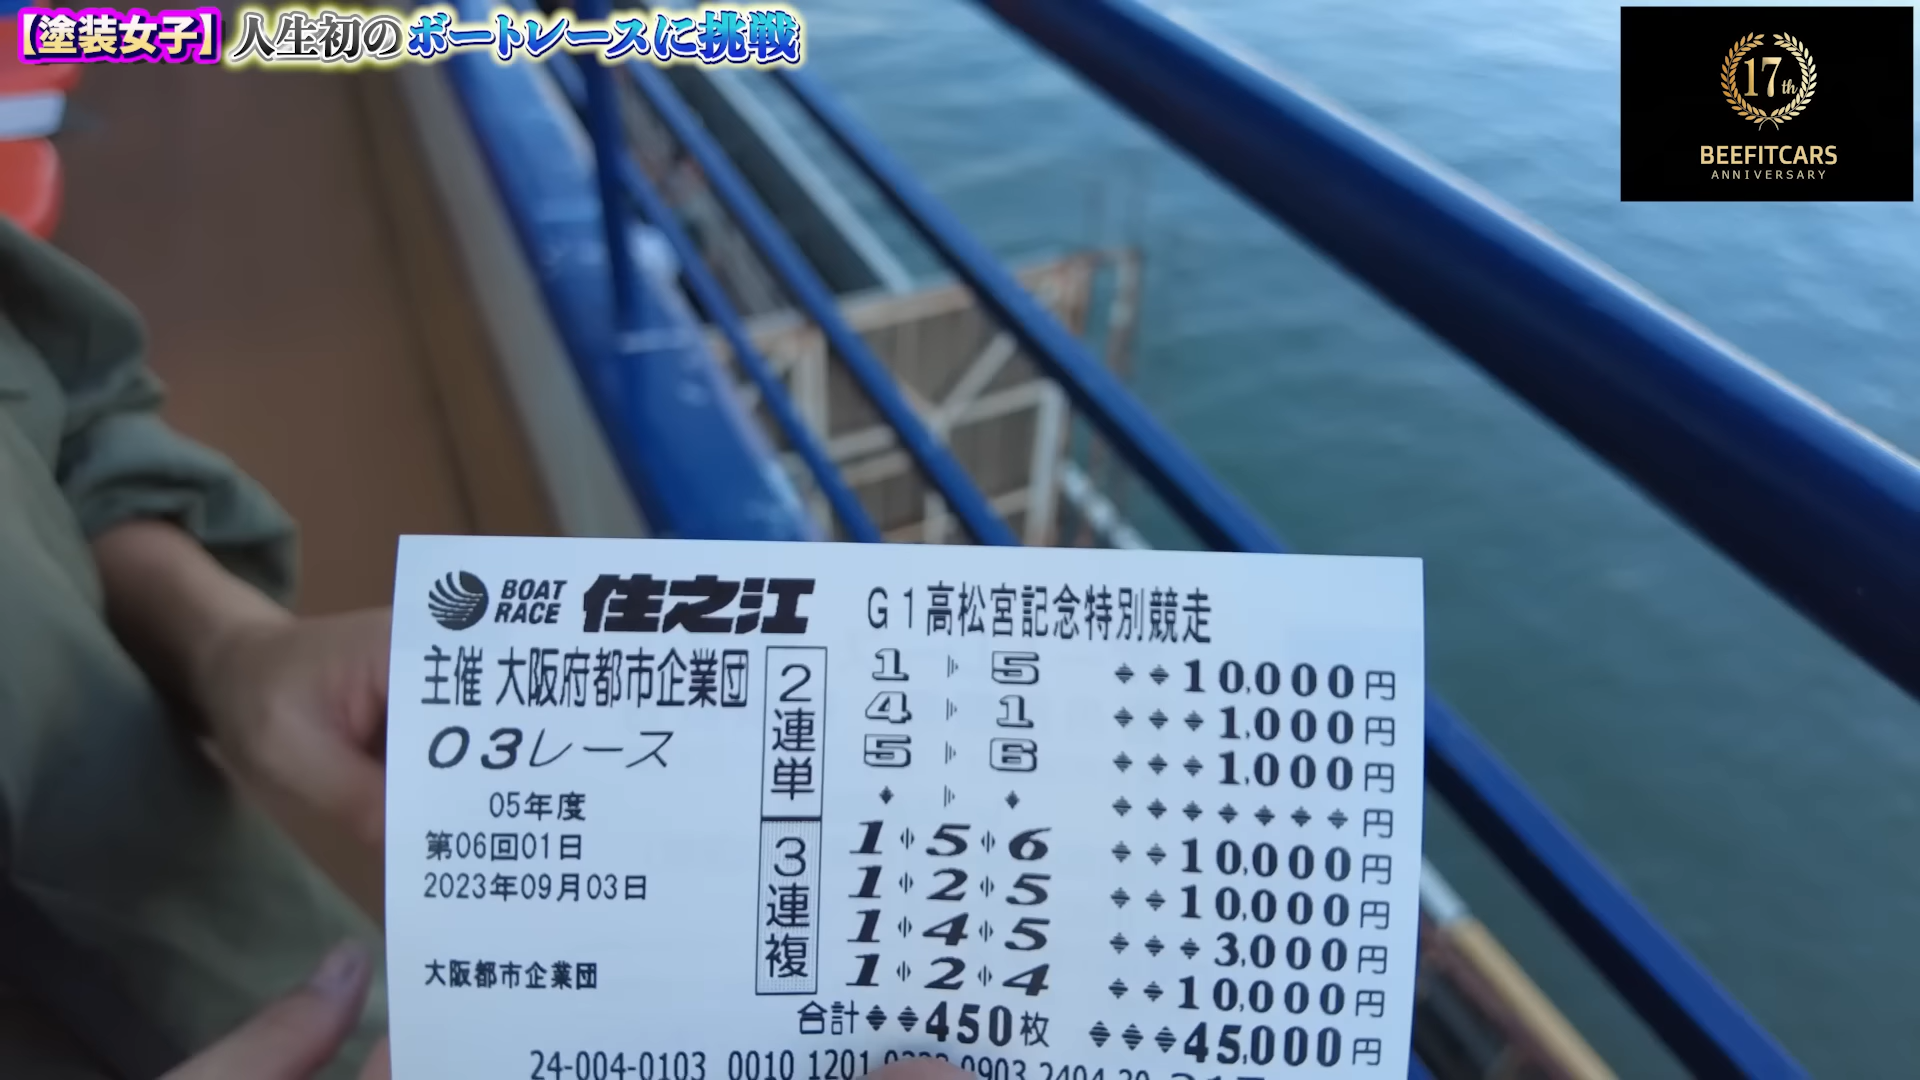 【塗装女子】人生初のボートレースに挑戦
17th
BEEFITCARS
ANNIVERSARY
BOAT RACE 住之江 G1高松宮記念特別競走
主催 大阪府都市企業団
03レース
05年度
第06回01日
2023年09月03日
大阪都市企業団
2連単
1 5 10,000円
4 1 1,000円
5 6 1,000円
円
3連複
1 5 6 10,000円
1 2 5 10,000円
1 4 5 3,000円
1 2 4 10,000円
合計 450枚 45,000円
24-004-0103 0010 1201